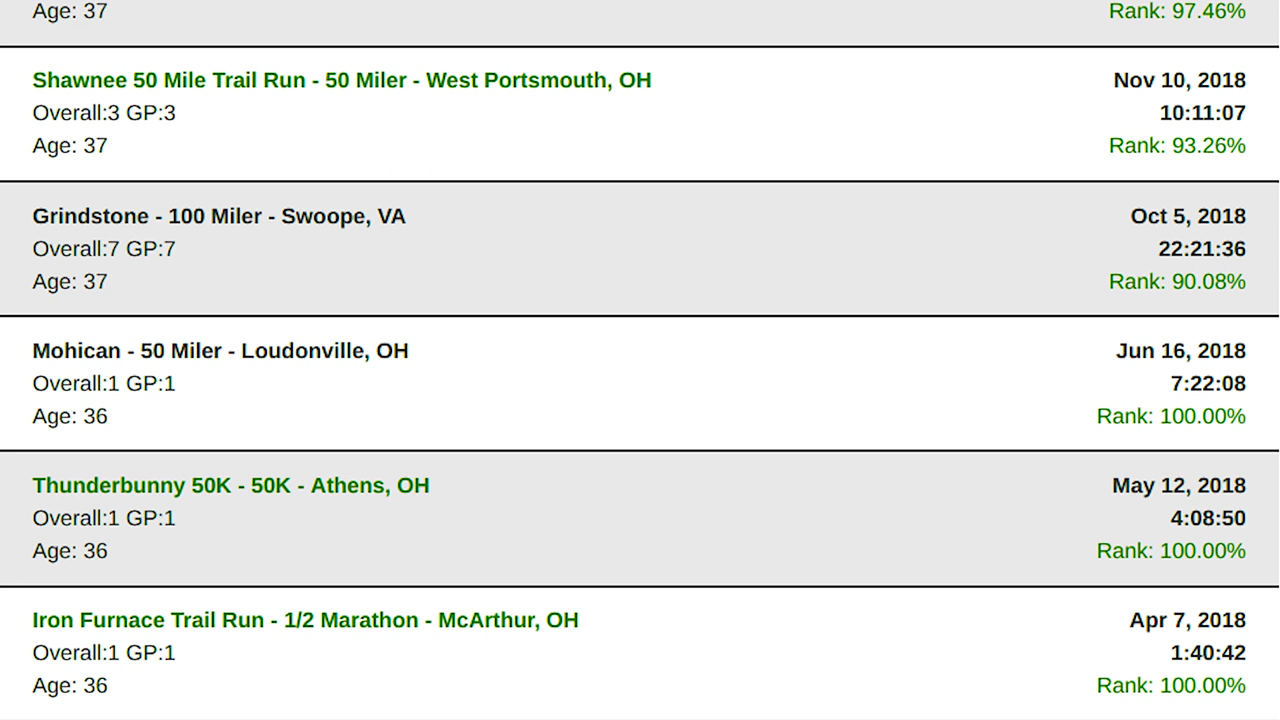 Age: 37 Rank: 97.46%
Shawnee 50 Mile Trail Run - 50 Miler - West Portsmouth, OH Nov 10, 2018
Overall:3 GP:3 10:11:07
Age: 37 Rank: 93.26%
Grindstone - 100 Miler - Swoope, VA Oct 5, 2018
Overall:7 GP:7 22:21:36
Age: 37 Rank: 90.08%
Mohican - 50 Miler - Loudonville, OH Jun 16, 2018
Overall:1 GP:1 7:22:08
Age: 36 Rank: 100.00%
Thunderbunny 50K - 50K - Athens, OH May 12, 2018
Overall:1 GP:1 4:08:50
Age: 36 Rank: 100.00%
Iron Furnace Trail Run - 1/2 Marathon - McArthur, OH Apr 7, 2018
Overall:1 GP:1 1:40:42
Age: 36 Rank: 100.00%